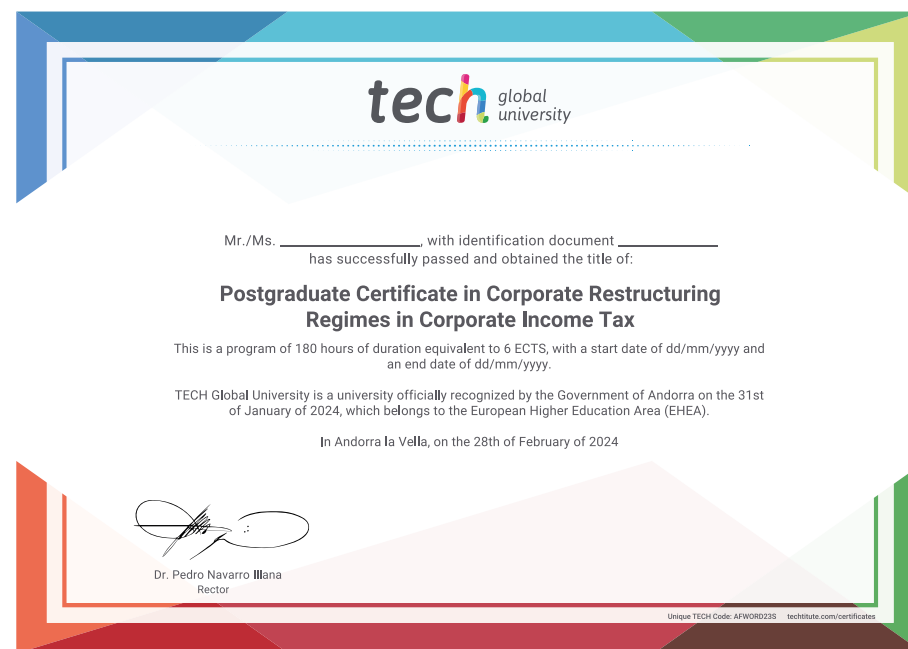 tech global university
Mr./Ms. ____________, with identification document ____________
has successfully passed and obtained the title of:
Postgraduate Certificate in Corporate Restructuring
Regimes in Corporate Income Tax
This is a program of 180 hours of duration equivalent to 6 ECTS, with a start date of dd/mm/yyyy and
an end date of dd/mm/yyyy.
TECH Global University is a university officially recognized by the Government of Andorra on the 31st
of January of 2024, which belongs to the European Higher Education Area (EHEA).
In Andorra la Vella, on the 28th of February of 2024
Dr. Pedro Navarro Illana
Rector
Unique TECH Code: AFWORD23S techtitute.com/certificates